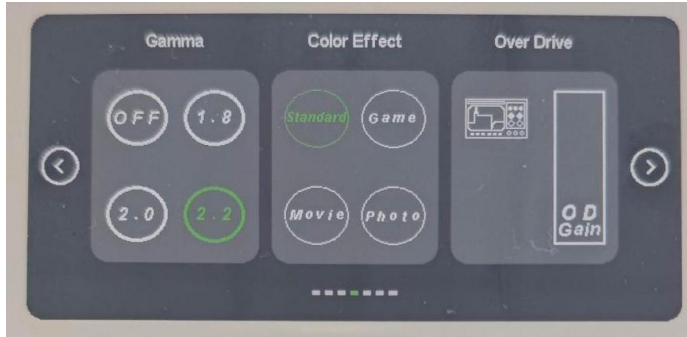 Gamma
Color Effect
Over Drive
OFF
1.8
2.0
2.2
Standard
Game
Movie
Photo
OD
Gain